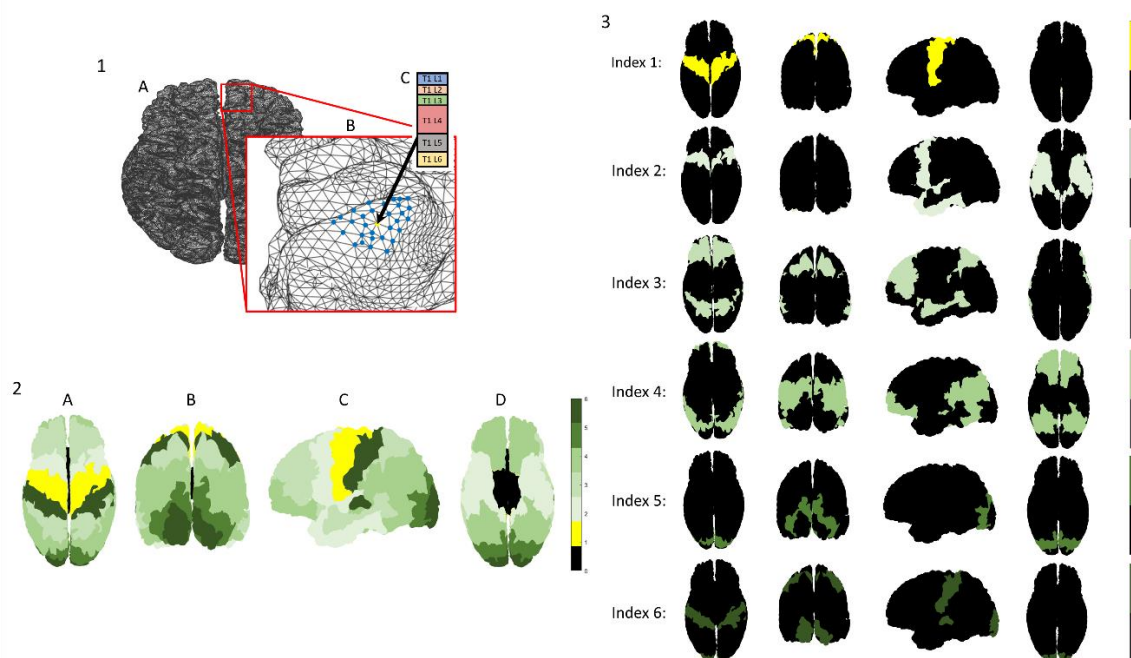 1
A
B
C
T1 L1
T1 L2
T1 L3
T1 L4
T1 L5
T1 L6
2
A B C D
6
5
4
3
2
1
0
3
Index 1:
Index 2:
Index 3:
Index 4:
Index 5:
Index 6: